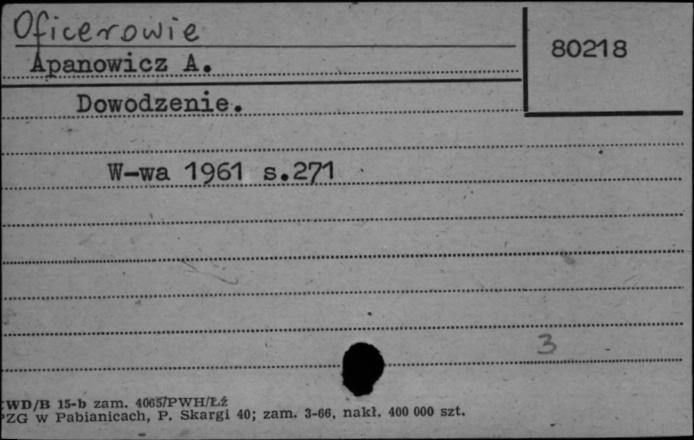 Oficerowie
80218
Apanowicz A.
Dowodzenie.
W-wa 1961 s.271
3
WD/B 15-b zam. 4065/PWH/Łź
PZG w Pabianicach, P. Skargi 40; zam. 3-66, nakł. 400 000 szt.